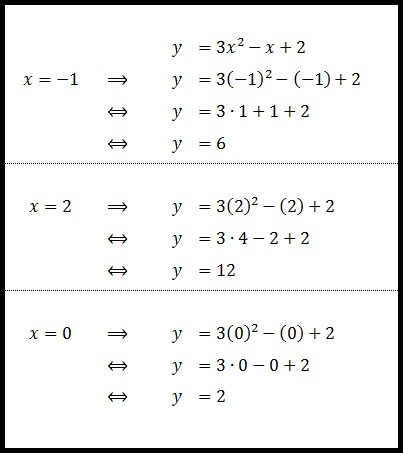 y = 3x² − x + 2
x = −1 ⟹ y = 3(−1)² − (−1) + 2
⇔ y = 3 · 1 + 1 + 2
⇔ y = 6
x = 2 ⟹ y = 3(2)² − (2) + 2
⇔ y = 3 · 4 − 2 + 2
⇔ y = 12
x = 0 ⟹ y = 3(0)² − (0) + 2
⇔ y = 3 · 0 − 0 + 2
⇔ y = 2